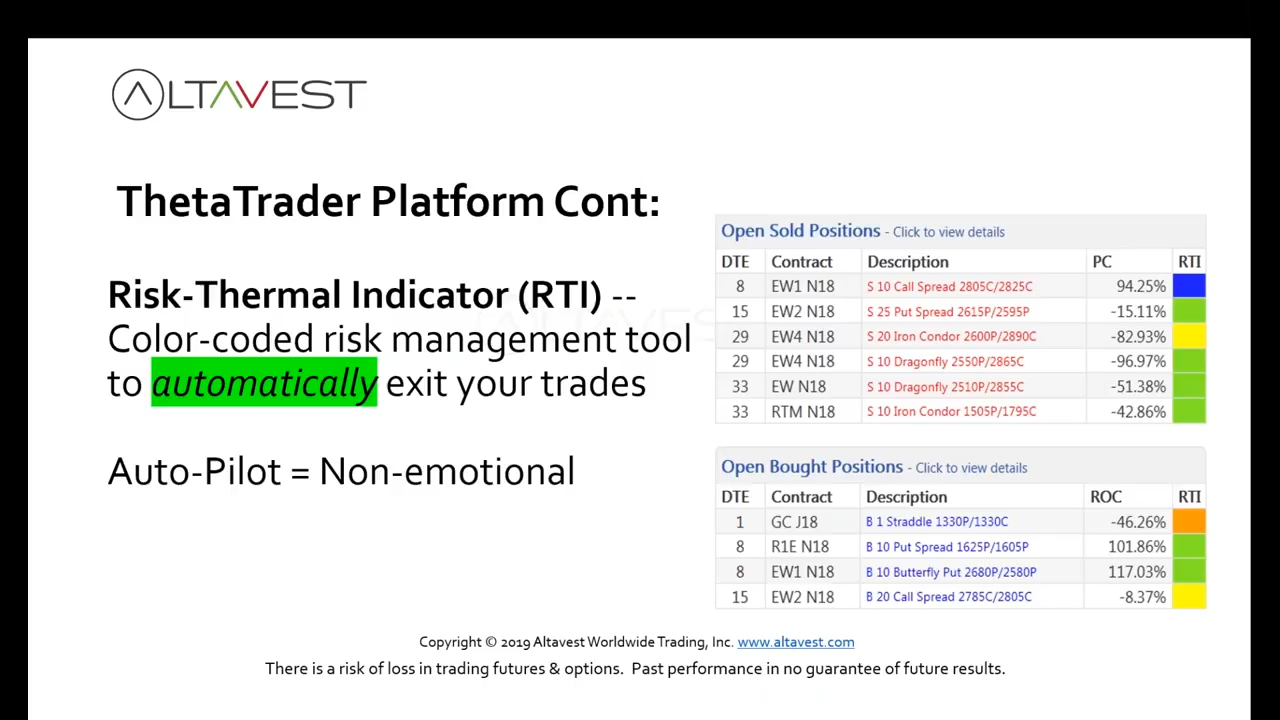 ALTAVEST
ThetaTrader Platform Cont:
Risk-Thermal Indicator (RTI) --
Color-coded risk management tool
to automatically exit your trades
Auto-Pilot = Non-emotional
Open Sold Positions - Click to view details
DTE Contract Description PC RTI
8 EW1 N18 S 10 Call Spread 2805C/2825C 94.25%
15 EW2 N18 S 25 Put Spread 2615P/2595P -15.11%
29 EW4 N18 S 20 Iron Condor 2600P/2890C -82.93%
29 EW4 N18 S 10 Dragonfly 2550P/2865C -96.97%
33 EW N18 S 10 Dragonfly 2510P/2855C -51.38%
33 RTM N18 S 10 Iron Condor 1505P/1795C -42.86%
Open Bought Positions - Click to view details
DTE Contract Description ROC RTI
1 GC J18 B 1 Straddle 1330P/1330C -46.26%
8 R1E N18 B 10 Put Spread 1625P/1605P 101.86%
8 EW1 N18 B 10 Butterfly Put 2680P/2580P 117.03%
15 EW2 N18 B 20 Call Spread 2785C/2805C -8.37%
Copyright © 2019 Altavest Worldwide Trading, Inc. www.altavest.com
There is a risk of loss in trading futures & options. Past performance in no guarantee of future results.